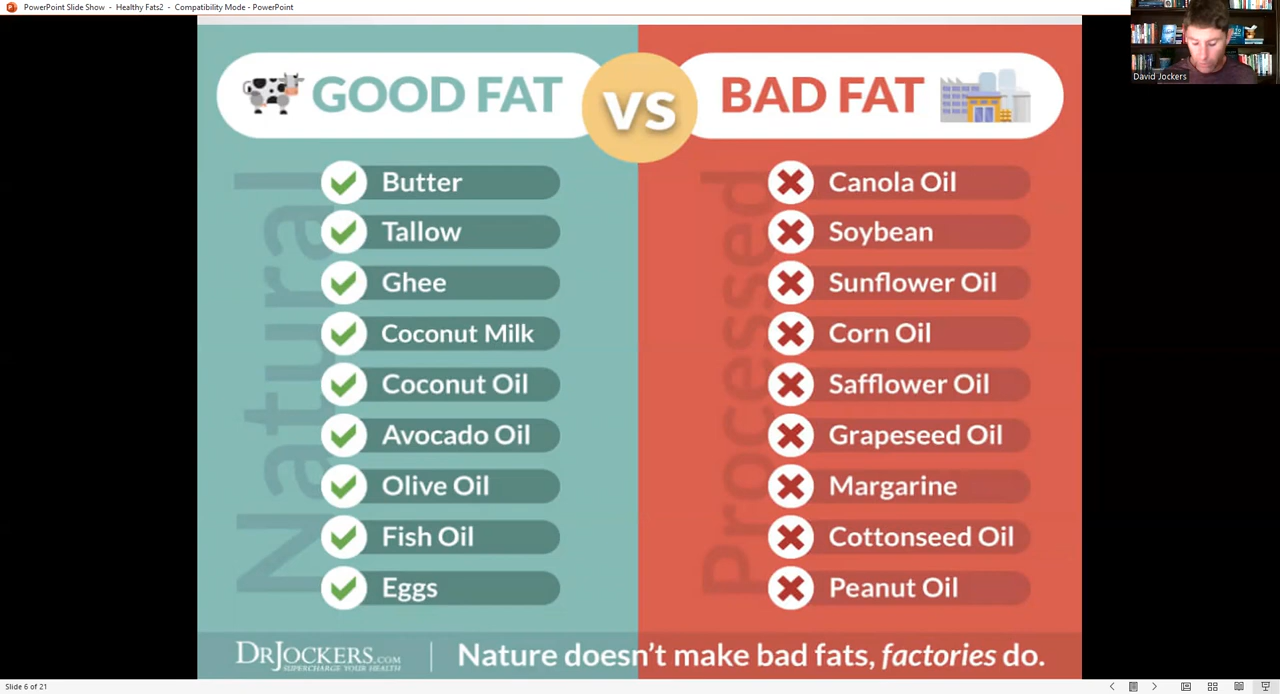 PowerPoint Slide Show - Healthy Fats2 - Compatibility Mode - PowerPoint
David Jockers
GOOD FAT
VS
BAD FAT
Natural
Butter
Tallow
Ghee
Coconut Milk
Coconut Oil
Avocado Oil
Olive Oil
Fish Oil
Eggs
Processed
Canola Oil
Soybean
Sunflower Oil
Corn Oil
Safflower Oil
Grapeseed Oil
Margarine
Cottonseed Oil
Peanut Oil
DRJOCKERS.COM
SUPERCHARGE YOUR HEALTH
Nature doesn't make bad fats, factories do.
Slide 6 of 21